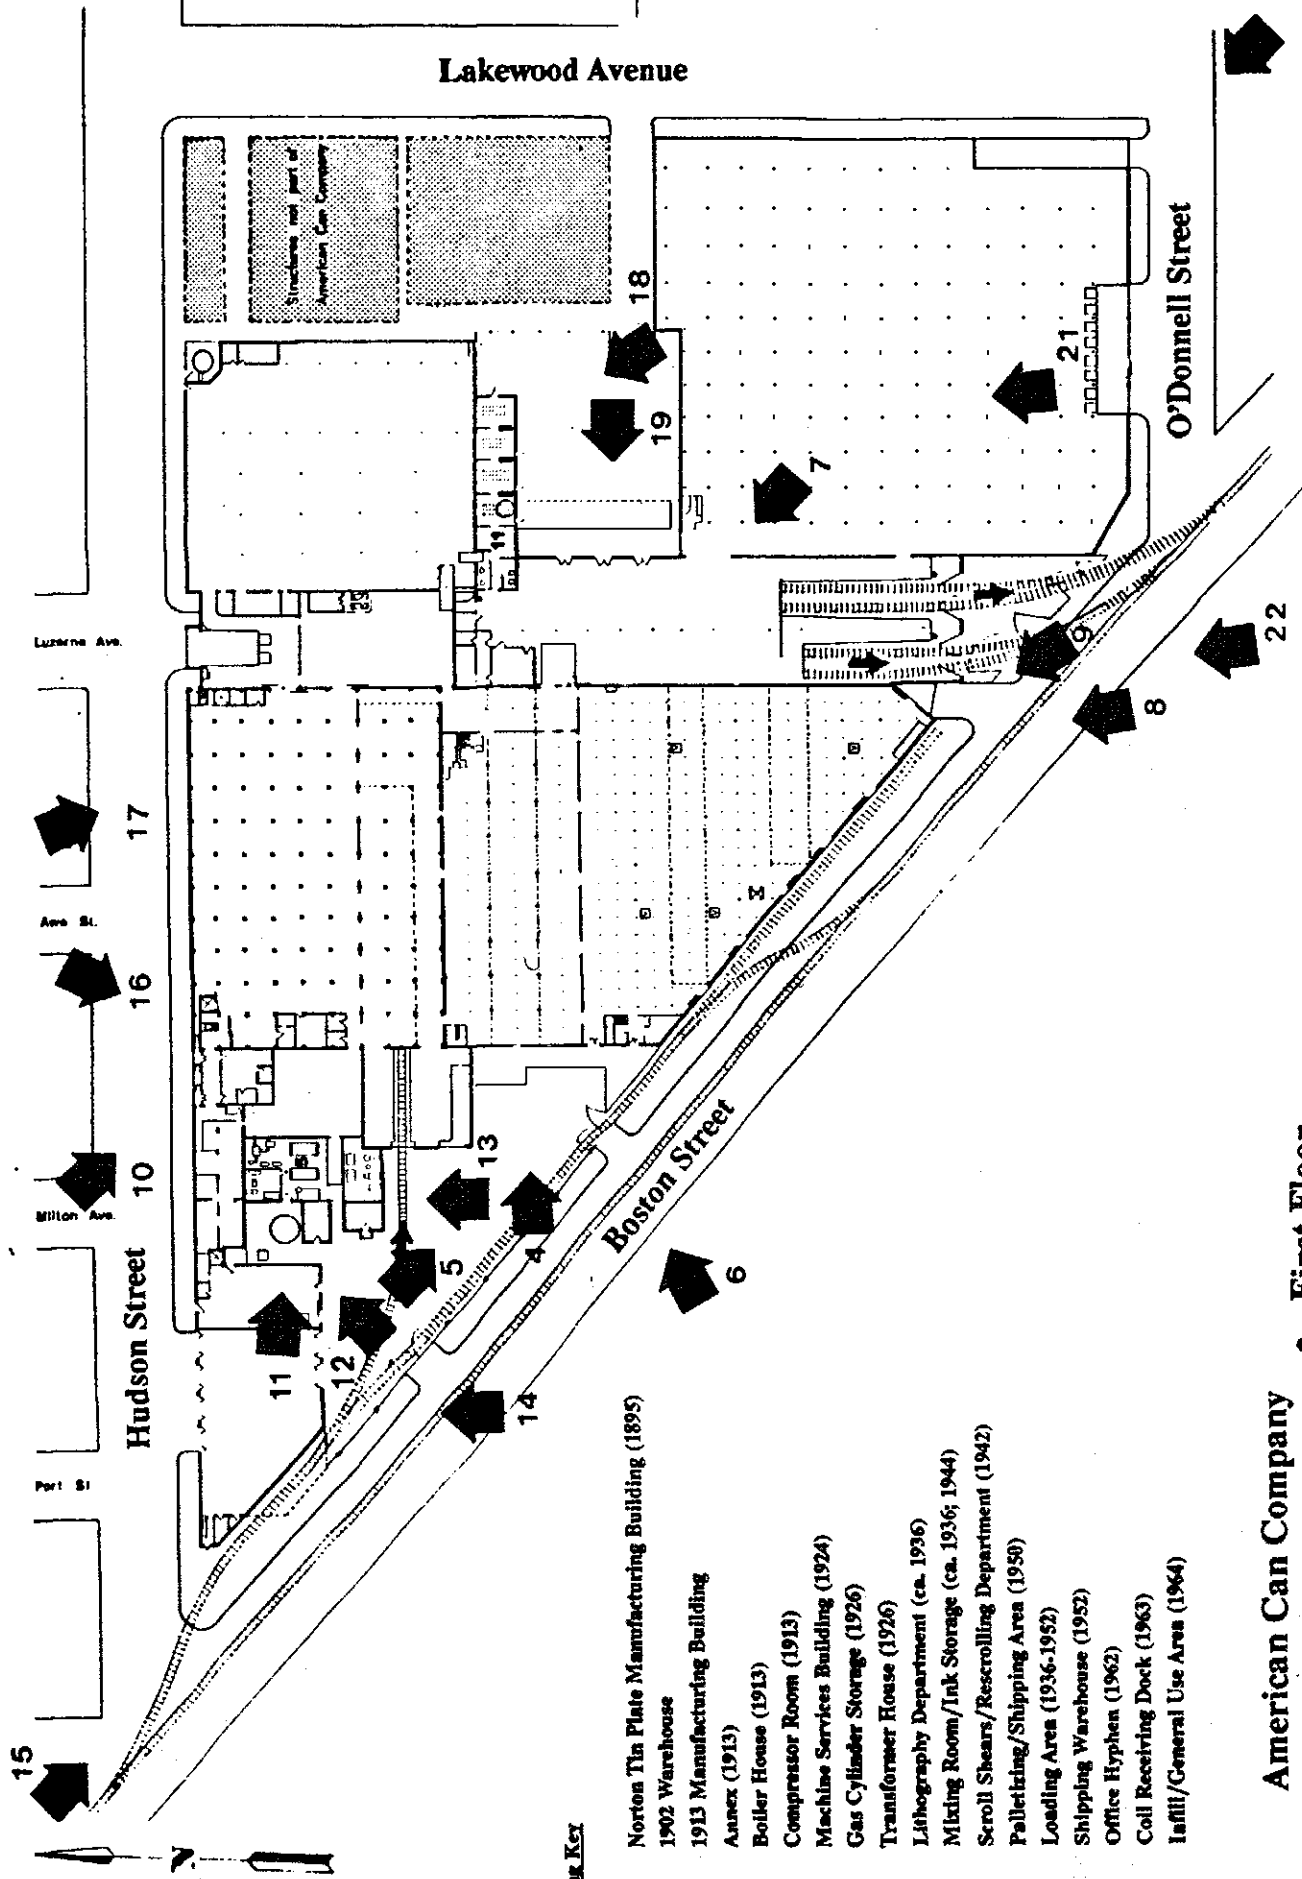 Lakewood Avenue
Structures not part of
American Can Company
Luzerne Ave.
17
16
Milton Ave.
10
Hudson Street
Port St
15
18
19
7
21
O'Donnell Street
11
9
22
8
13
4
5
Boston Street
6
11
12
14
Key
Norton Tin Plate Manufacturing Building (1895)
1902 Warehouse
1913 Manufacturing Building
Annex (1913)
Boiler House (1913)
Compressor Room (1913)
Machine Services Building (1924)
Gas Cylinder Storage (1926)
Transformer House (1926)
Lithography Department (ca. 1936)
Mixing Room/Ink Storage (ca. 1936; 1944)
Scroll Shears/Rescrolling Department (1942)
Palletizing/Shipping Area (1950)
Loading Area (1936-1952)
Shipping Warehouse (1952)
Office Hyphen (1962)
Coil Receiving Dock (1963)
Infill/General Use Area (1964)
American Can Company
First Floor